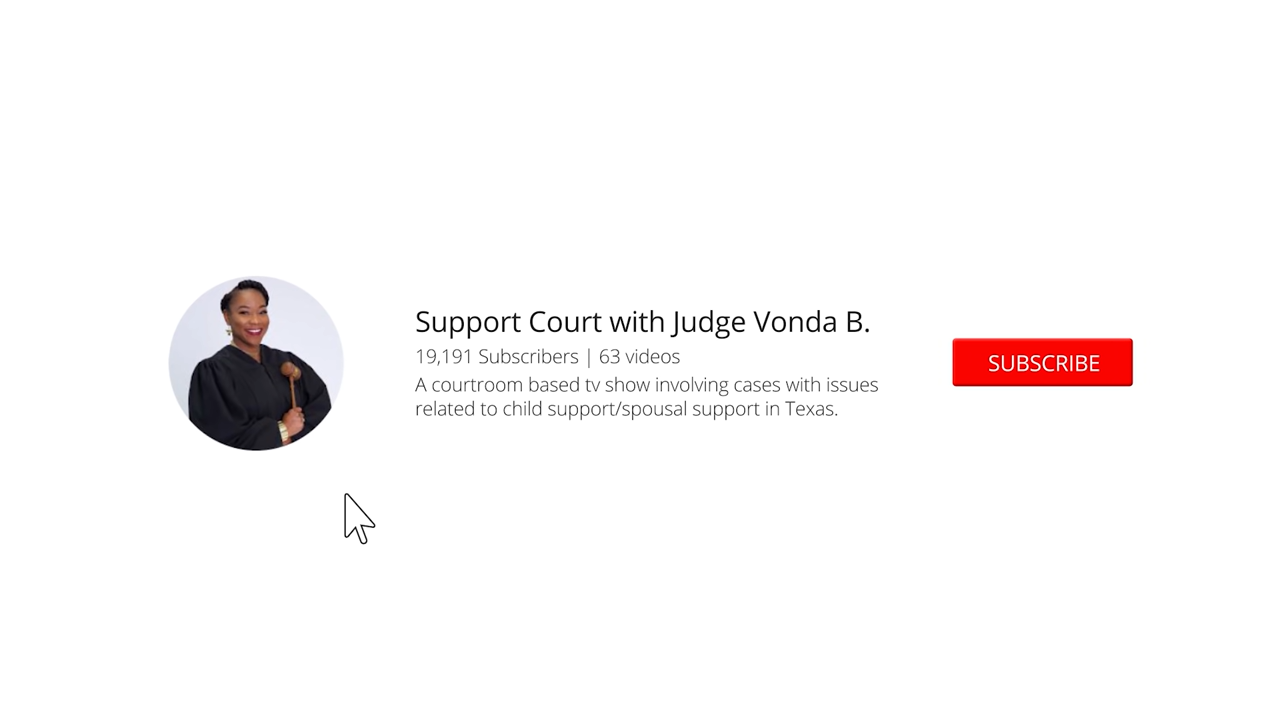 Support Court with Judge Vonda B.
19,191 Subscribers | 63 videos
A courtroom based tv show involving cases with issues
related to child support/spousal support in Texas.
SUBSCRIBE